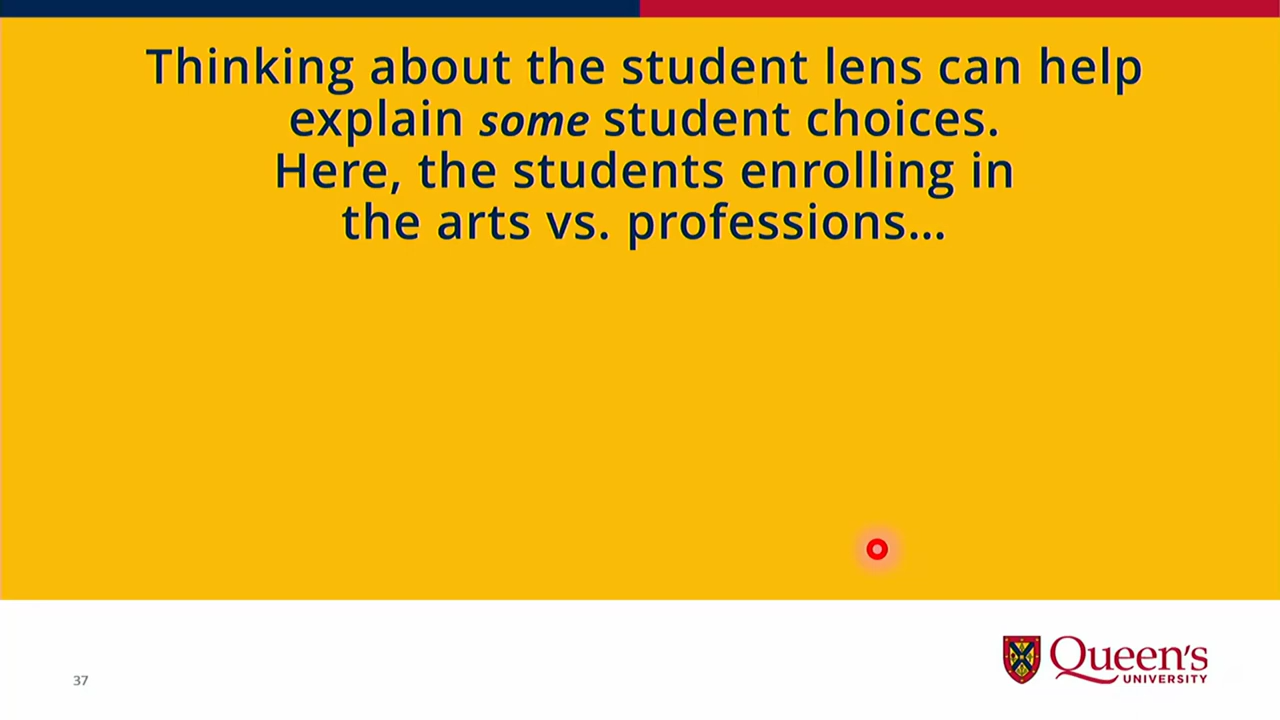 Thinking about the student lens can help
explain some student choices.
Here, the students enrolling in
the arts vs. professions...
37
Queen's
UNIVERSITY